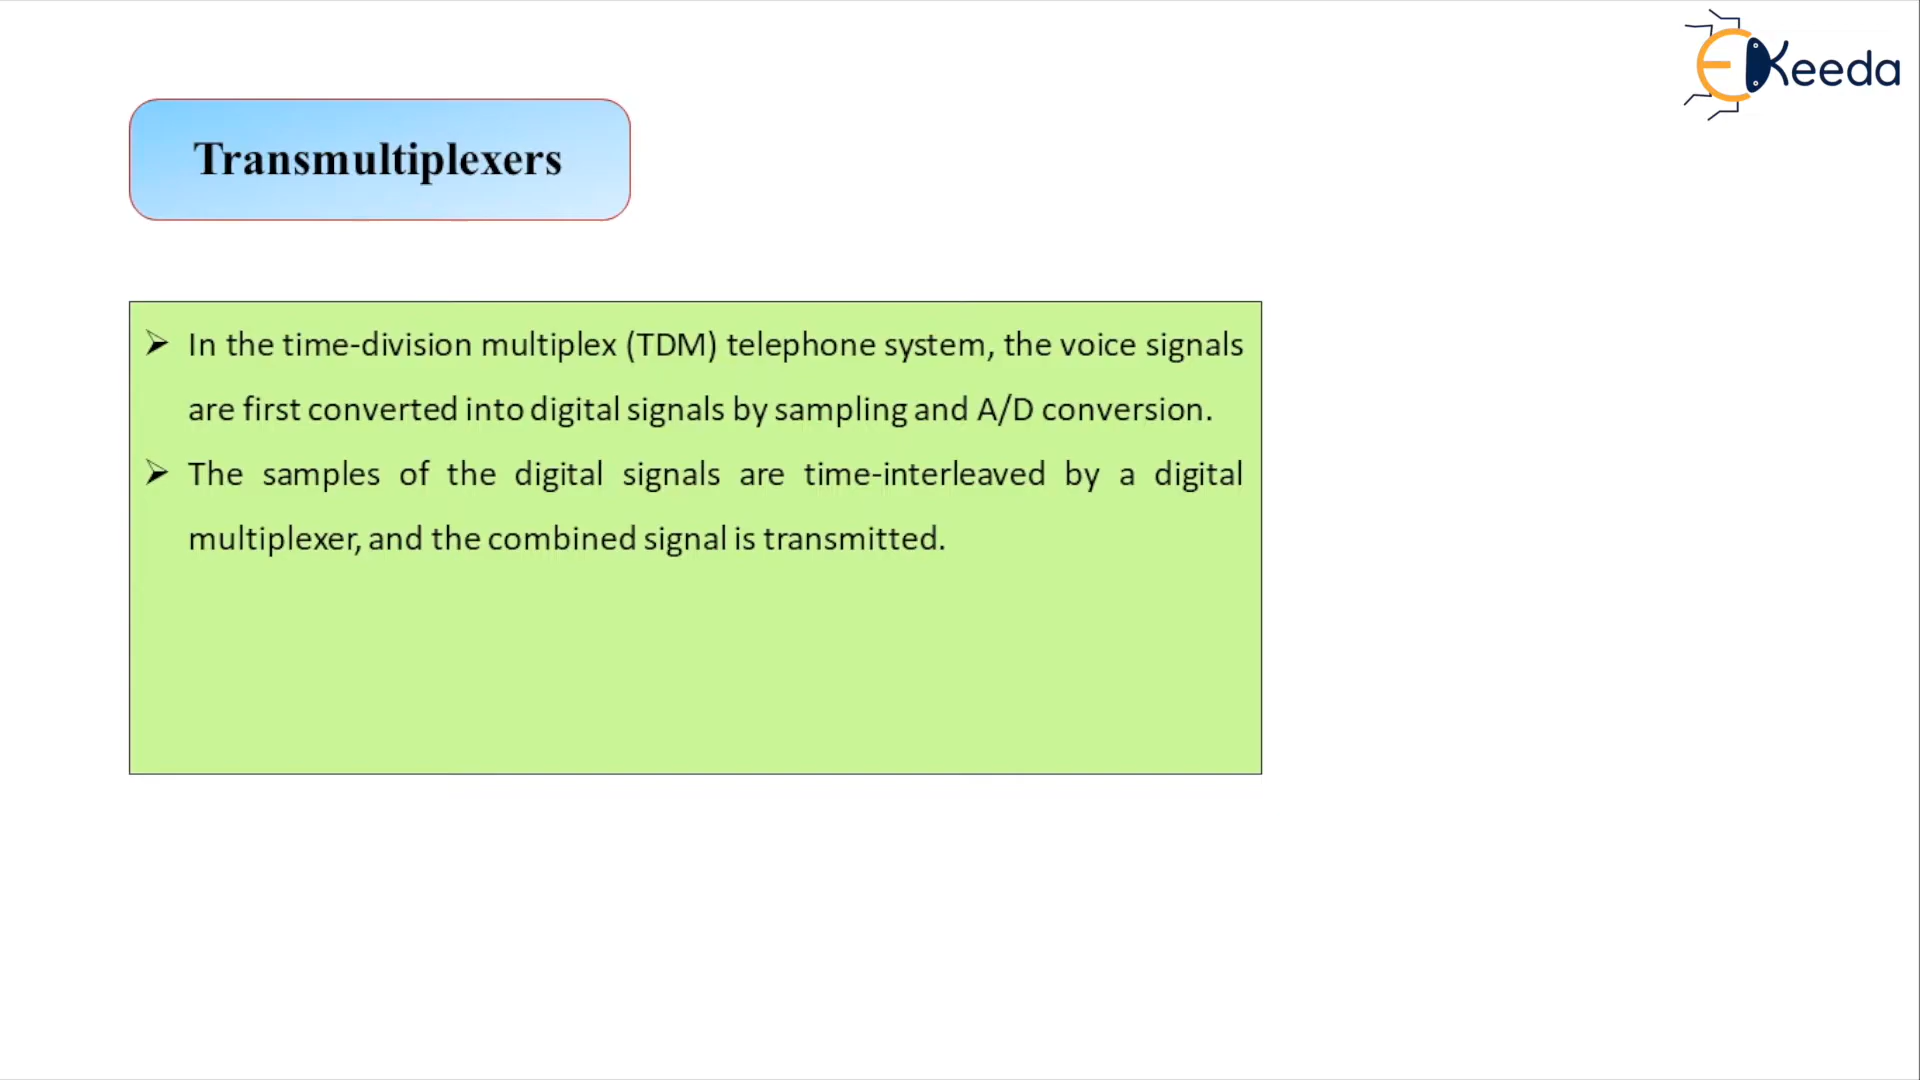 EKeeda
Transmultiplexers
➢ In the time-division multiplex (TDM) telephone system, the voice signals
are first converted into digital signals by sampling and A/D conversion.
➢ The samples of the digital signals are time-interleaved by a digital
multiplexer, and the combined signal is transmitted.